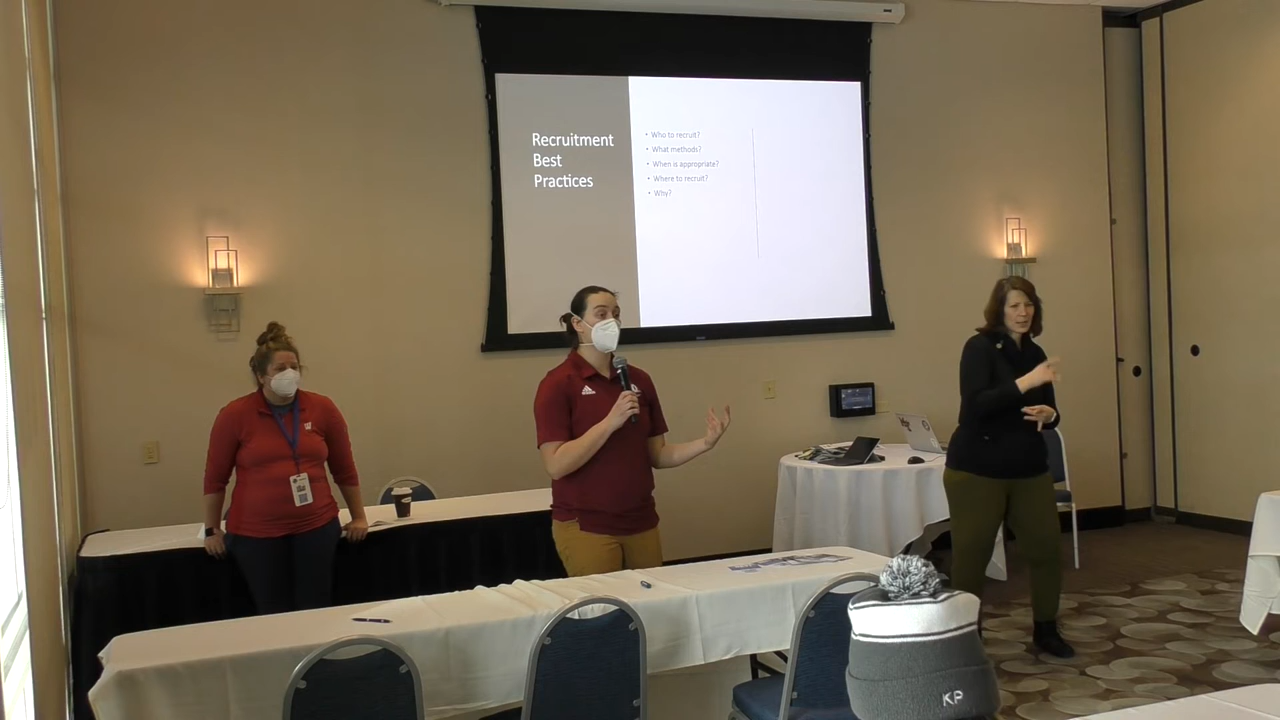 Recruitment
Best
Practices
• Who to recruit?
• What methods?
• When is appropriate?
• Where to recruit?
• Why?
W
KP